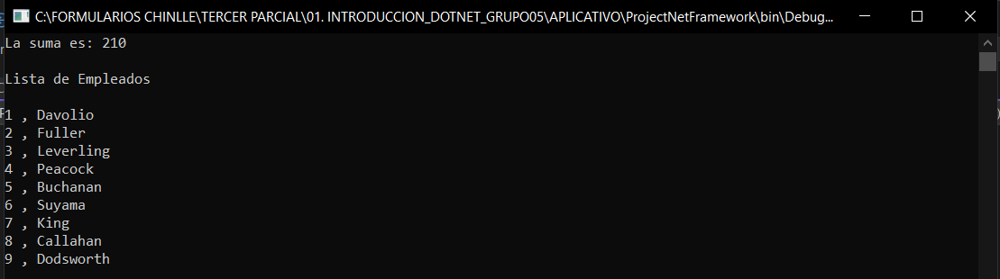 C:\FORMULARIOS CHINLLE\TERCER PARCIAL\01. INTRODUCCION_DOTNET_GRUPO05\APLICATIVO\ProjectNetFramework\bin\Debug...
La suma es: 210
Lista de Empleados
1 , Davolio
2 , Fuller
3 , Leverling
4 , Peacock
5 , Buchanan
6 , Suyama
7 , King
8 , Callahan
9 , Dodsworth